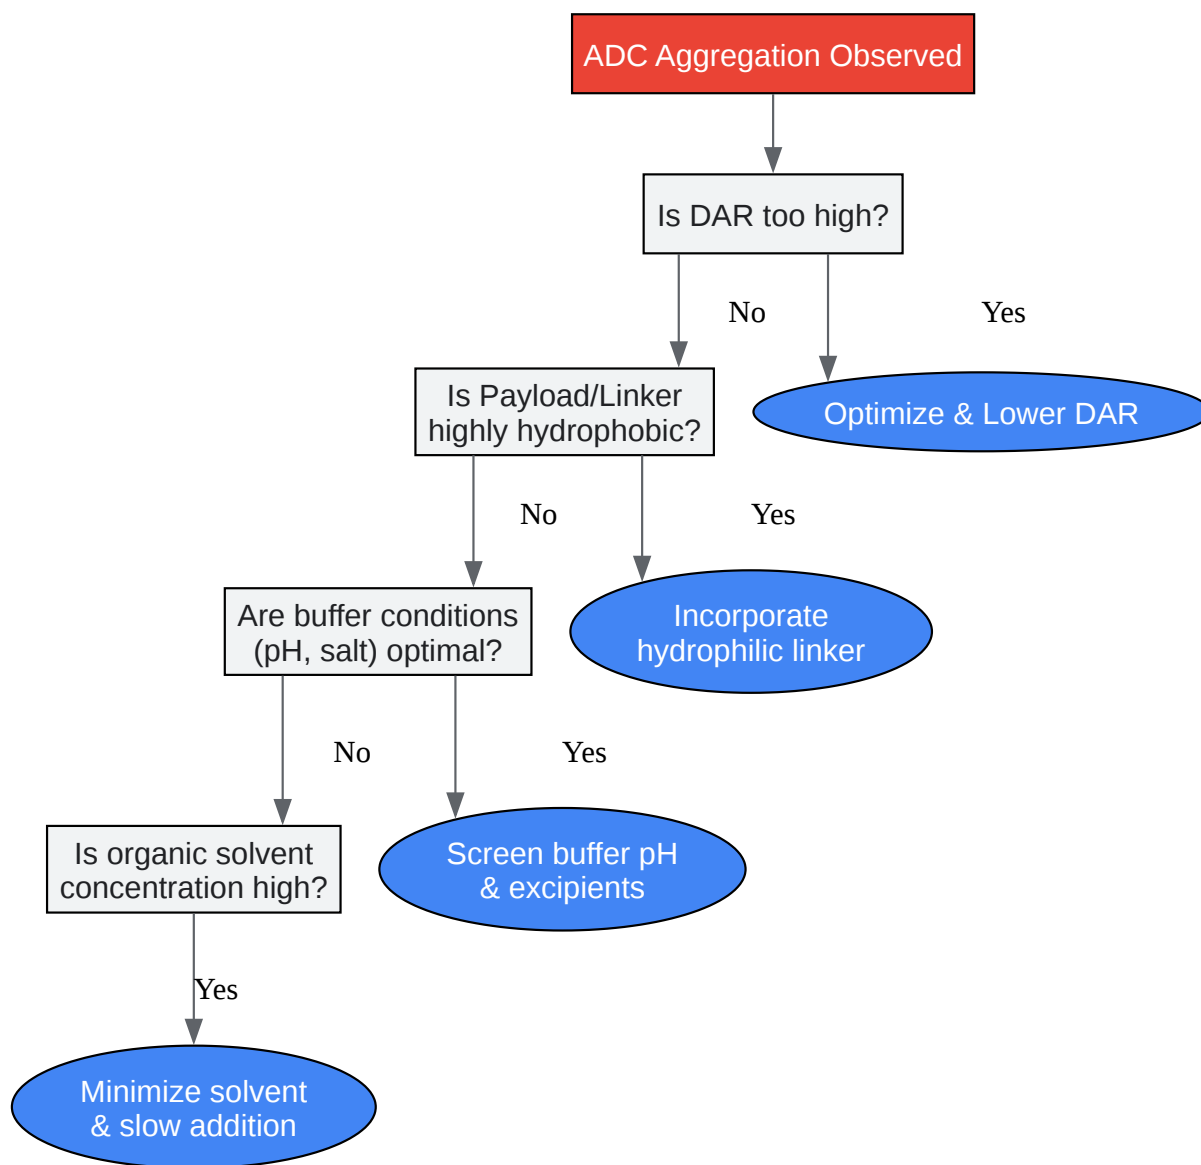 ADC Aggregation Observed
Is DAR too high?
No
Yes
Is Payload/Linker
highly hydrophobic?
Optimize & Lower DAR
No
Yes
Are buffer conditions
(pH, salt) optimal?
Incorporate
hydrophilic linker
No
Yes
Is organic solvent
concentration high?
Screen buffer pH
& excipients
Yes
Minimize solvent
& slow addition